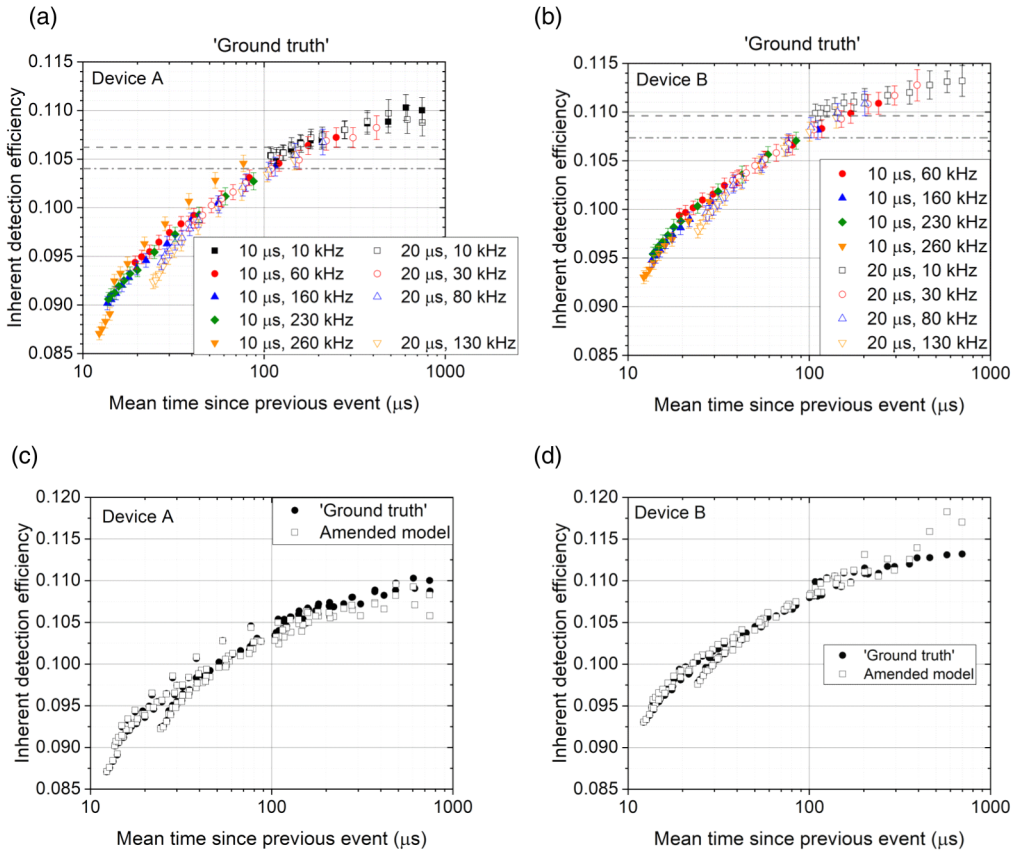 (a)
'Ground truth'
Device A
Inherent detection efficiency
0.115
0.110
0.105
0.100
0.095
0.090
0.085
10 μs, 10 kHz
10 μs, 60 kHz
10 μs, 160 kHz
10 μs, 230 kHz
10 μs, 260 kHz
20 μs, 10 kHz
20 μs, 30 kHz
20 μs, 80 kHz
20 μs, 130 kHz
10 100 1000
Mean time since previous event (μs)
(b)
'Ground truth'
Device B
Inherent detection efficiency
0.115
0.110
0.105
0.100
0.095
0.090
0.085
10 μs, 60 kHz
10 μs, 160 kHz
10 μs, 230 kHz
10 μs, 260 kHz
20 μs, 10 kHz
20 μs, 30 kHz
20 μs, 80 kHz
20 μs, 130 kHz
10 100 1000
Mean time since previous event (μs)
(c)
Device A
'Ground truth'
Amended model
Inherent detection efficiency
0.120
0.115
0.110
0.105
0.100
0.095
0.090
0.085
10 100 1000
Mean time since previous event (μs)
(d)
Device B
'Ground truth'
Amended model
Inherent detection efficiency
0.120
0.115
0.110
0.105
0.100
0.095
0.090
0.085
10 100 1000
Mean time since previous event (μs)